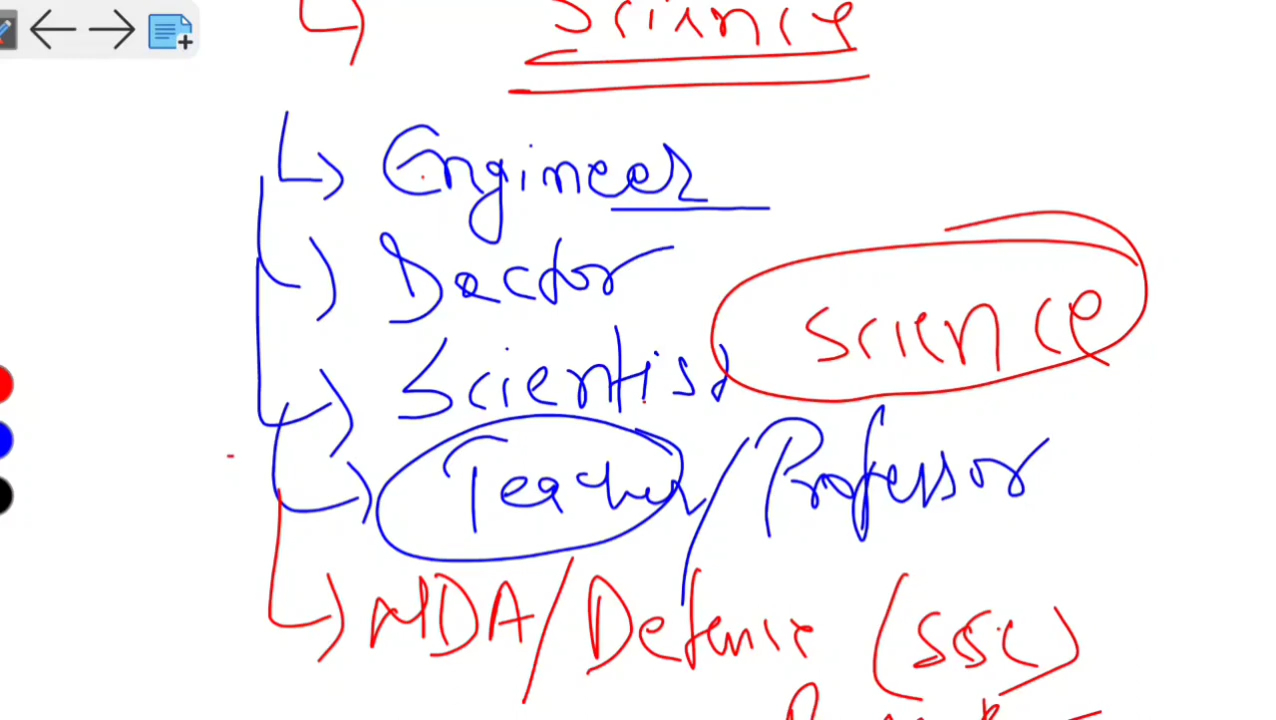 Science
Engineer
Doctor
Scientist
Science
Teacher/Professor
NDA/Defence (SSC)